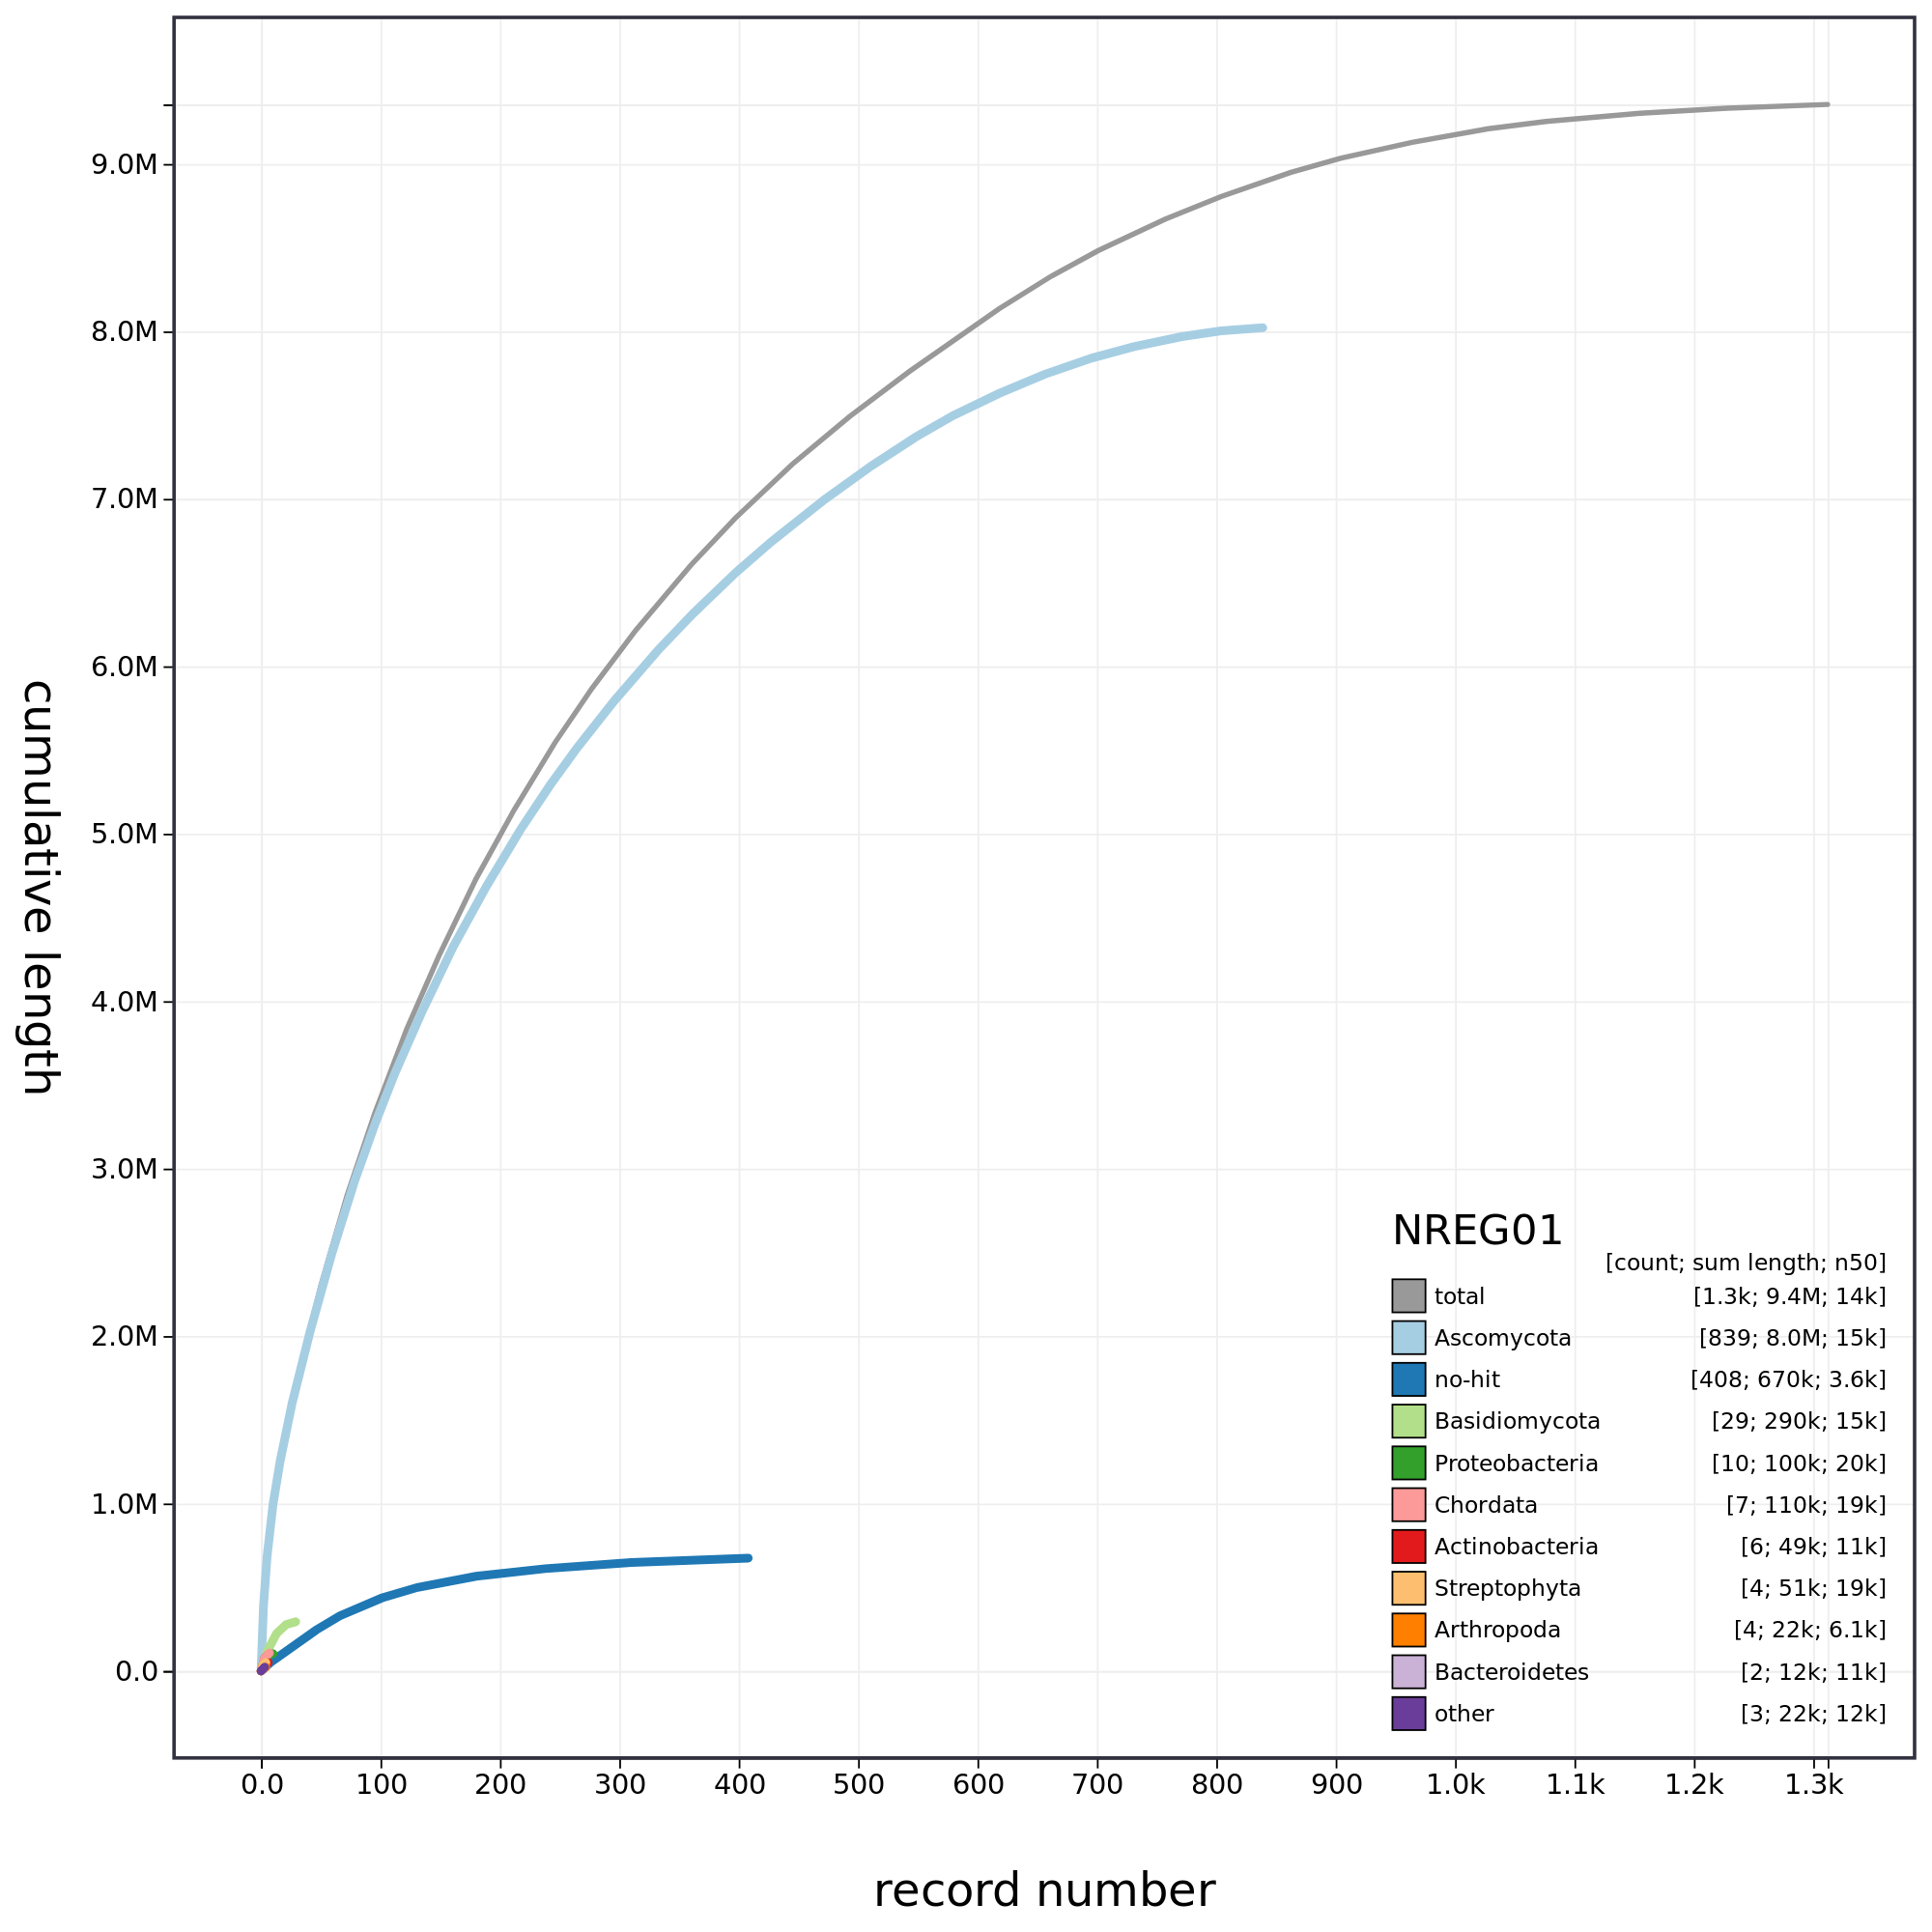 9.0M
8.0M
7.0M
6.0M
5.0M
4.0M
3.0M
2.0M
1.0M
0.0
cumulative length
NREG01
[count; sum length; n50]
total [1.3k; 9.4M; 14k]
Ascomycota [839; 8.0M; 15k]
no-hit [408; 670k; 3.6k]
Basidiomycota [29; 290k; 15k]
Proteobacteria [10; 100k; 20k]
Chordata [7; 110k; 19k]
Actinobacteria [6; 49k; 11k]
Streptophyta [4; 51k; 19k]
Arthropoda [4; 22k; 6.1k]
Bacteroidetes [2; 12k; 11k]
other [3; 22k; 12k]
0.0 100 200 300 400 500 600 700 800 900 1.0k 1.1k 1.2k 1.3k
record number